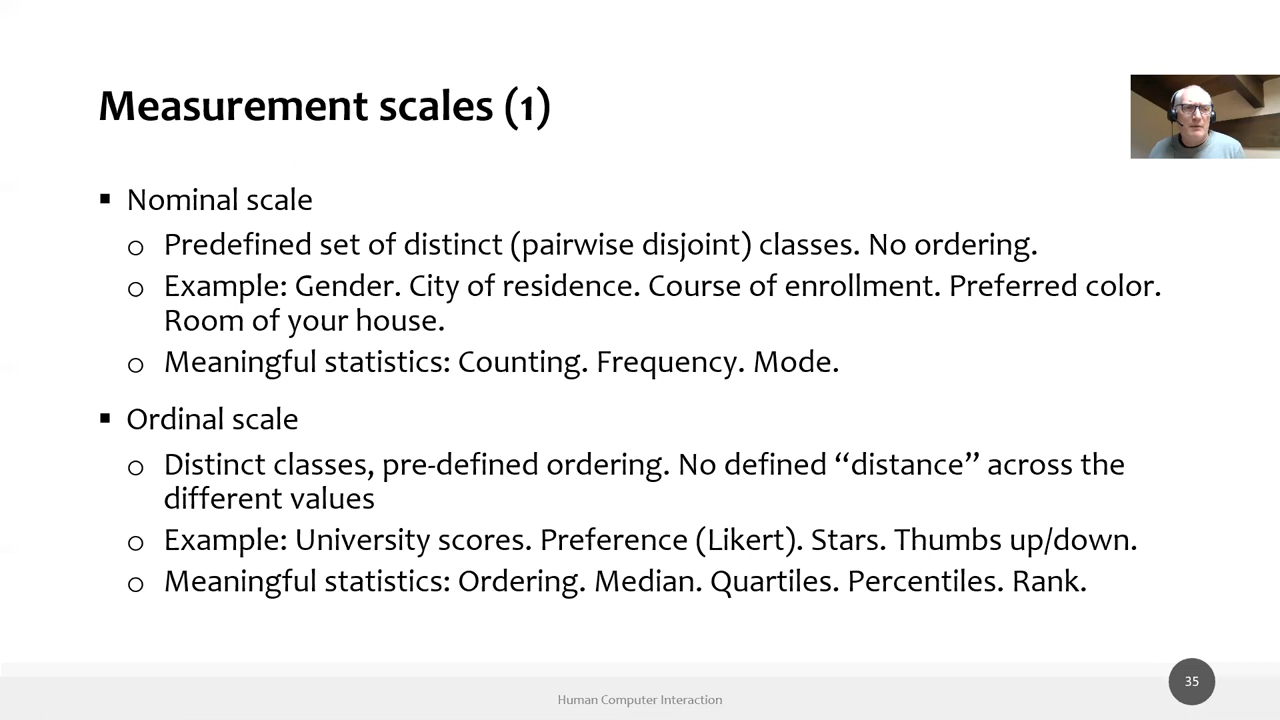 Measurement scales (1)
▪ Nominal scale
o Predefined set of distinct (pairwise disjoint) classes. No ordering.
o Example: Gender. City of residence. Course of enrollment. Preferred color.
Room of your house.
o Meaningful statistics: Counting. Frequency. Mode.
▪ Ordinal scale
o Distinct classes, pre-defined ordering. No defined “distance” across the
different values
o Example: University scores. Preference (Likert). Stars. Thumbs up/down.
o Meaningful statistics: Ordering. Median. Quartiles. Percentiles. Rank.
Human Computer Interaction
35